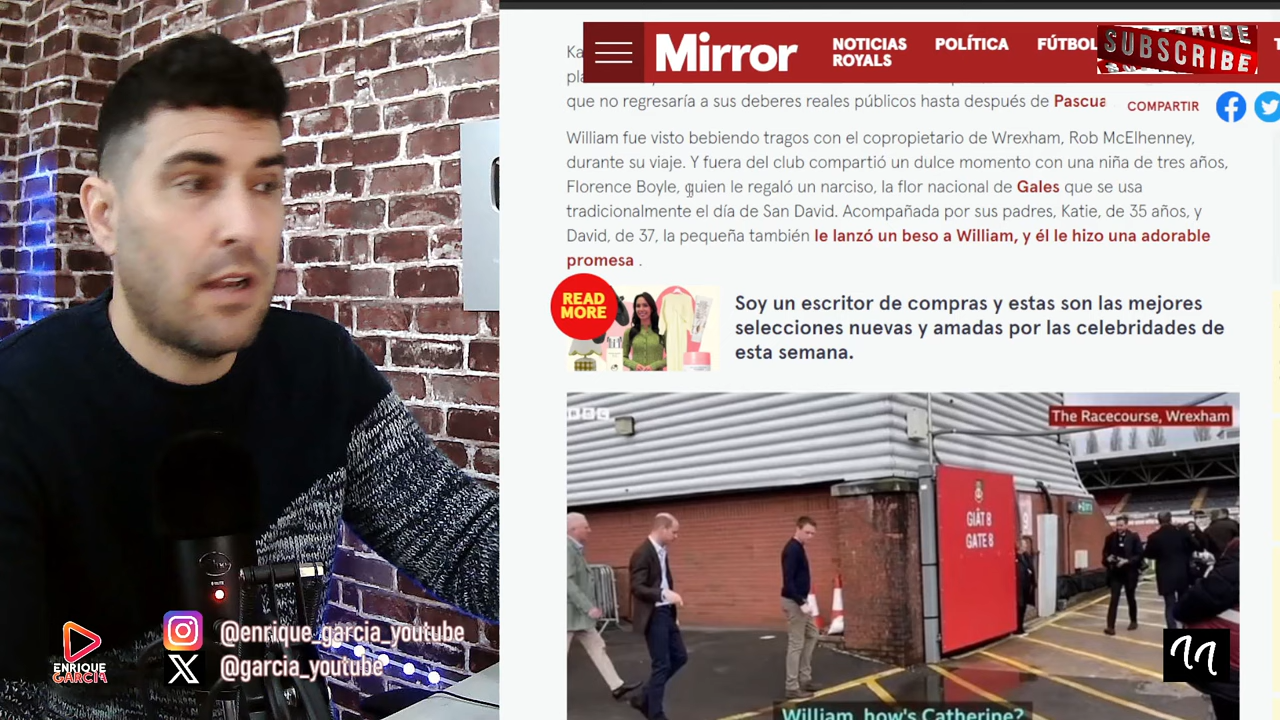 Mirror
NOTICIAS
ROYALS
POLÍTICA
FÚTBOL
SUBSCRIBE
que no regresaría a sus deberes reales públicos hasta después de Pascua
COMPARTIR
William fue visto bebiendo tragos con el copropietario de Wrexham, Rob McElhenney,
durante su viaje. Y fuera del club compartió un dulce momento con una niña de tres años,
Florence Boyle, quien le regaló un narciso, la flor nacional de Gales que se usa
tradicionalmente el día de San David. Acompañada por sus padres, Katie, de 35 años, y
David, de 37, la pequeña también le lanzó un beso a William, y él le hizo una adorable
promesa .
READ
MORE
Soy un escritor de compras y estas son las mejores
selecciones nuevas y amadas por las celebridades de
esta semana.
BBC
The Racecourse, Wrexham
GIÂT 8
GATE 8
William, how's Catherine?
ENRIQUE
GARCIA
@enrique_garcia_youtube
@garcia_youtube